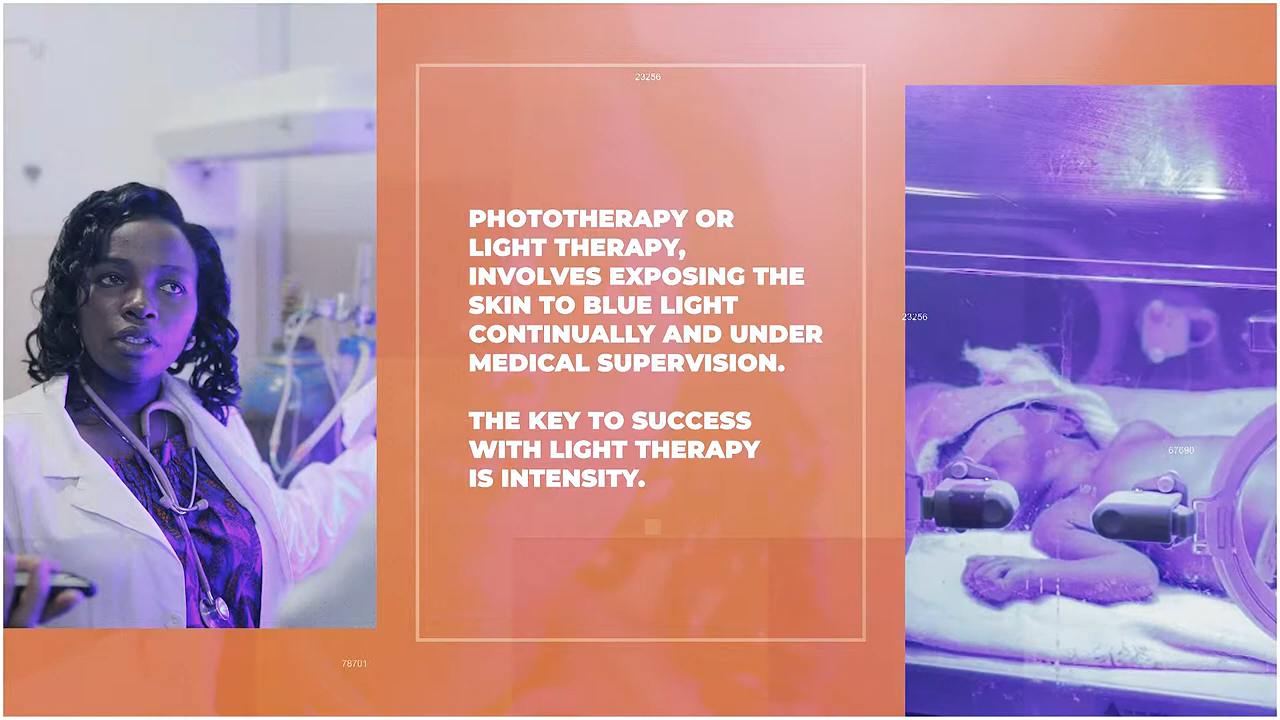 23256
PHOTOTHERAPY OR
LIGHT THERAPY,
INVOLVES EXPOSING THE
SKIN TO BLUE LIGHT
CONTINUALLY AND UNDER
MEDICAL SUPERVISION.
THE KEY TO SUCCESS
WITH LIGHT THERAPY
IS INTENSITY.
78701
23256
67680